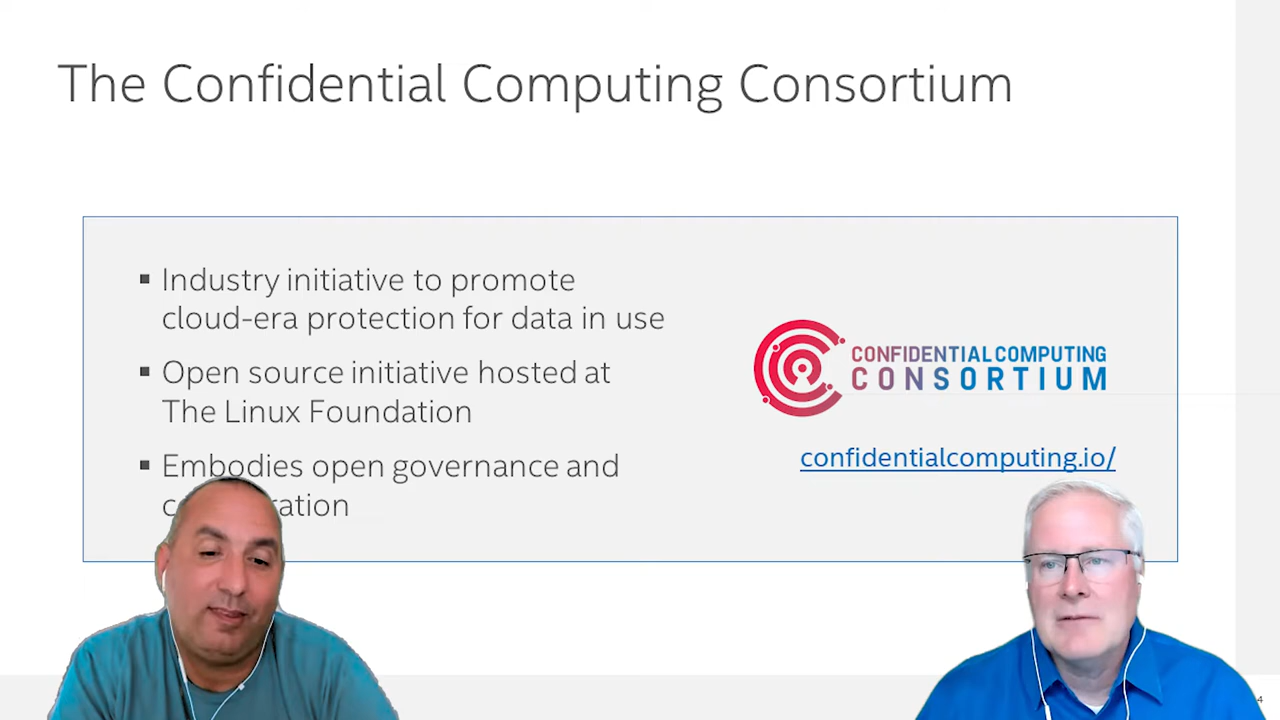 The Confidential Computing Consortium
▪ Industry initiative to promote
cloud-era protection for data in use
▪ Open source initiative hosted at
The Linux Foundation
▪ Embodies open governance and
CONFIDENTIAL COMPUTING
CONSORTIUM
confidentialcomputing.io/
4